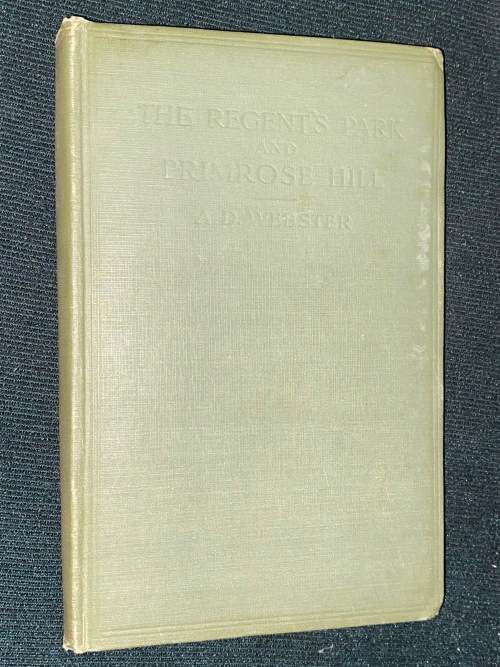 THE REGENT'S PARK
AND
PRIMROSE HILL
A. D. WEBSTER